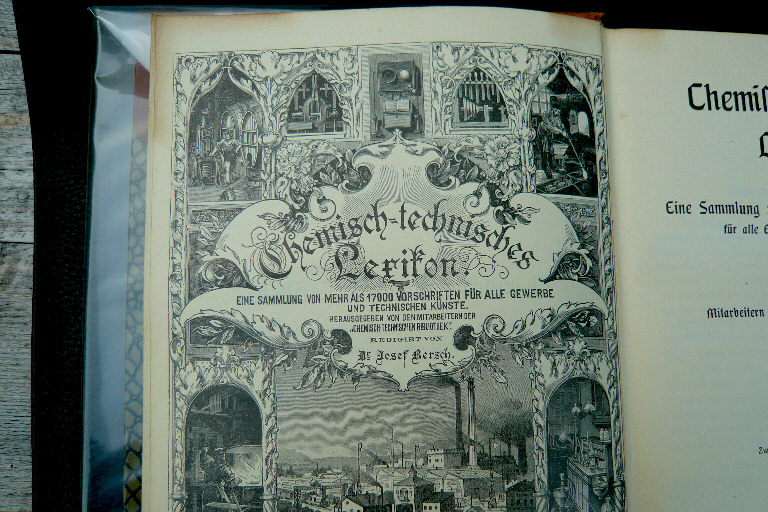 Chemisch-technisches
Lexikon.
EINE SAMMLUNG VON MEHR ALS 17000 VORSCHRIFTEN FÜR ALLE GEWERBE
UND TECHNISCHEN KÜNSTE.
HERAUSGEGEBEN VON DEN MITARBEITERN DER
„CHEMISCH-TECHNISCHEN BIBLIOTHEK“.
REDIGIRT VON
Dr. Josef Bersch.
Chemis
Eine Sammlung
für alle
Mitarbeitern